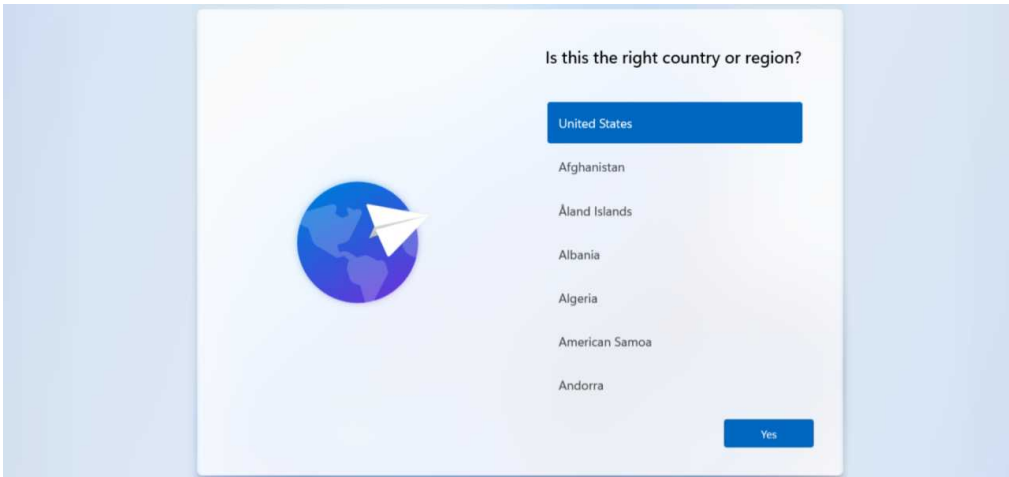 Is this the right country or region?
United States
Afghanistan
Åland Islands
Albania
Algeria
American Samoa
Andorra
Yes